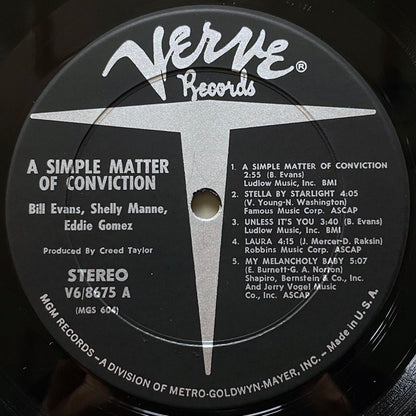 Verve®
Records
A SIMPLE MATTER
OF CONVICTION
Bill Evans, Shelly Manne,
Eddie Gomez
Produced By Creed Taylor
STEREO
V6/8675 A
(MGS 604)
1. A SIMPLE MATTER OF CONVICTION
2:55 (B. Evans)
Ludlow Music, Inc. BMI
2. STELLA BY STARLIGHT 4:05
(V. Young-N. Washington)
Famous Music Corp. ASCAP
3. UNLESS IT'S YOU 3:40 (B. Evans)
Ludlow Music, Inc. BMI
4. LAURA 4:15 (J. Mercer-D. Raksin)
Robbins Music Corp. ASCAP
5. MY MELANCHOLY BABY 5:07
(E. Burnett-G. A. Norton)
Shapiro, Bernstein & Co., Inc.
And Jerry Vogel Music
Co., Inc. ASCAP
MGM RECORDS – A DIVISION OF METRO-GOLDWYN-MAYER, INC. – Made in U.S.A.